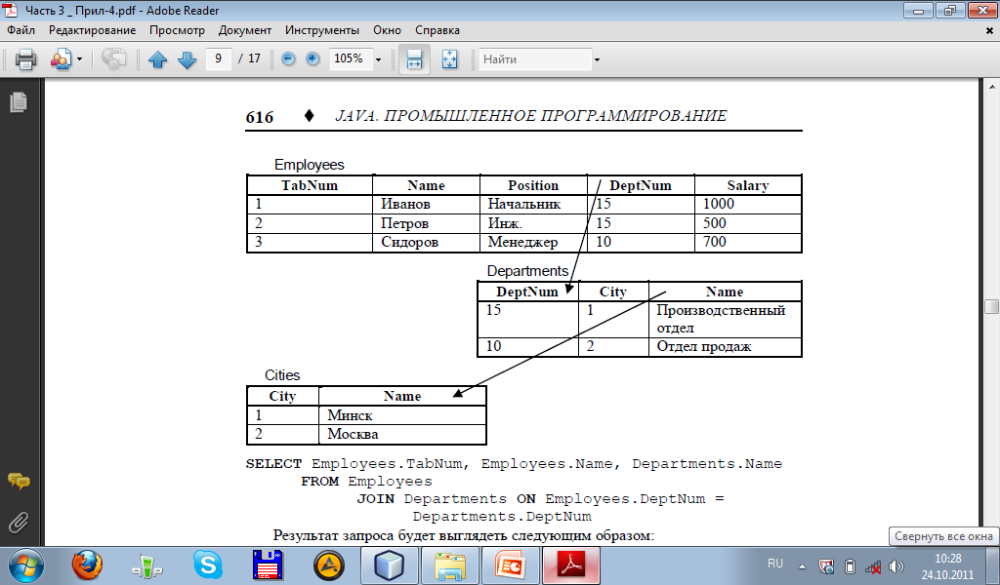 Часть 3 _ Прил-4.pdf - Adobe Reader
Файл Редактирование Просмотр Документ Инструменты Окно Справка
9 / 17 105% Найти
616 ♦ JAVA. ПРОМЫШЛЕННОЕ ПРОГРАММИРОВАНИЕ
Employees
TabNum Name Position DeptNum Salary
1 Иванов Начальник 15 1000
2 Петров Инж. 15 500
3 Сидоров Менеджер 10 700
Departments
DeptNum City Name
15 1 Производственный
отдел
10 2 Отдел продаж
Cities
City Name
1 Минск
2 Москва
SELECT Employees.TabNum, Employees.Name, Departments.Name
FROM Employees
JOIN Departments ON Employees.DeptNum =
Departments.DeptNum
Результат запроса будет выглядеть следующим образом:
Свернуть все окна
RU 10:28
24.10.2011